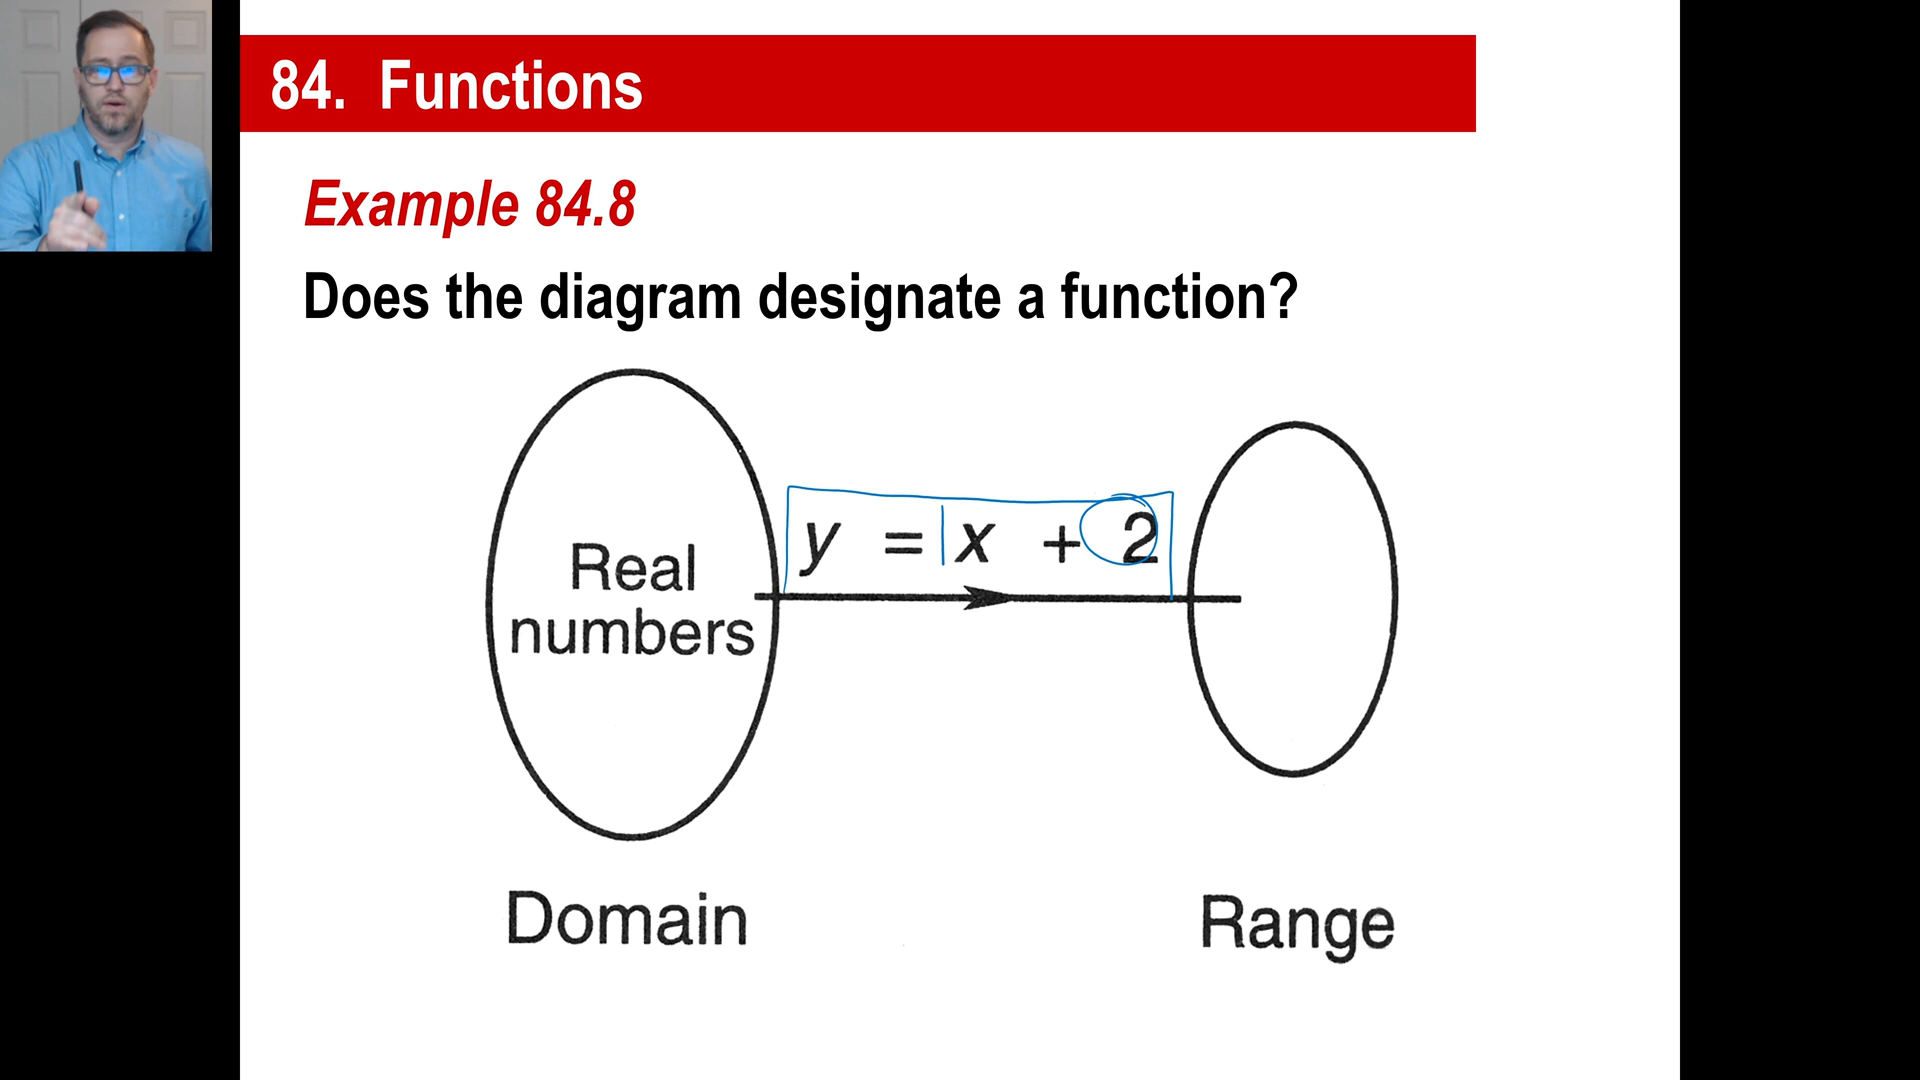 84. Functions
Example 84.8
Does the diagram designate a function?
y = |x + 2
Real
numbers
Domain
Range